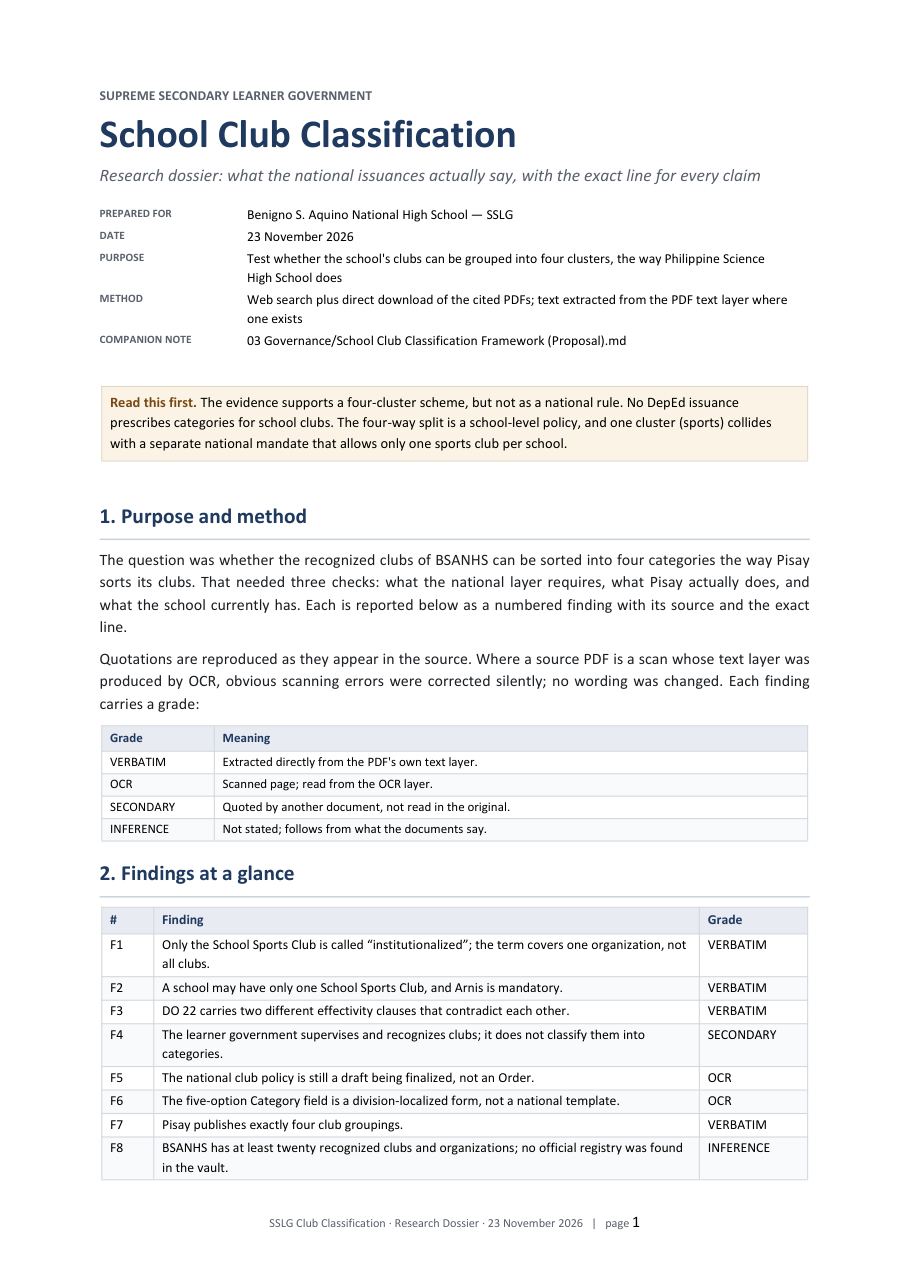 SUPREME SECONDARY LEARNER GOVERNMENT
School Club Classification
Research dossier: what the national issuances actually say, with the exact line for every claim
PREPARED FOR Benigno S. Aquino National High School — SSLG
DATE 23 November 2026
PURPOSE Test whether the school's clubs can be grouped into four clusters, the way Philippine Science
High School does
METHOD Web search plus direct download of the cited PDFs; text extracted from the PDF text layer where
one exists
COMPANION NOTE 03 Governance/School Club Classification Framework (Proposal).md
Read this first. The evidence supports a four-cluster scheme, but not as a national rule. No DepEd issuance
prescribes categories for school clubs. The four-way split is a school-level policy, and one cluster (sports) collides
with a separate national mandate that allows only one sports club per school.
1. Purpose and method
The question was whether the recognized clubs of BSANHS can be sorted into four categories the way Pisay
sorts its clubs. That needed three checks: what the national layer requires, what Pisay actually does, and
what the school currently has. Each is reported below as a numbered finding with its source and the exact
line.
Quotations are reproduced as they appear in the source. Where a source PDF is a scan whose text layer was
produced by OCR, obvious scanning errors were corrected silently; no wording was changed. Each finding
carries a grade:
Grade Meaning
VERBATIM Extracted directly from the PDF's own text layer.
OCR Scanned page; read from the OCR layer.
SECONDARY Quoted by another document, not read in the original.
INFERENCE Not stated; follows from what the documents say.
2. Findings at a glance
# Finding Grade
F1 Only the School Sports Club is called “institutionalized”; the term covers one organization, not VERBATIM
all clubs.
F2 A school may have only one School Sports Club, and Arnis is mandatory. VERBATIM
F3 DO 22 carries two different effectivity clauses that contradict each other. VERBATIM
F4 The learner government supervises and recognizes clubs; it does not classify them into SECONDARY
categories.
F5 The national club policy is still a draft being finalized, not an Order. OCR
F6 The five-option Category field is a division-localized form, not a national template. OCR
F7 Pisay publishes exactly four club groupings. VERBATIM
F8 BSANHS has at least twenty recognized clubs and organizations; no official registry was found INFERENCE
in the vault.
SSLG Club Classification · Research Dossier · 23 November 2026 | page 1